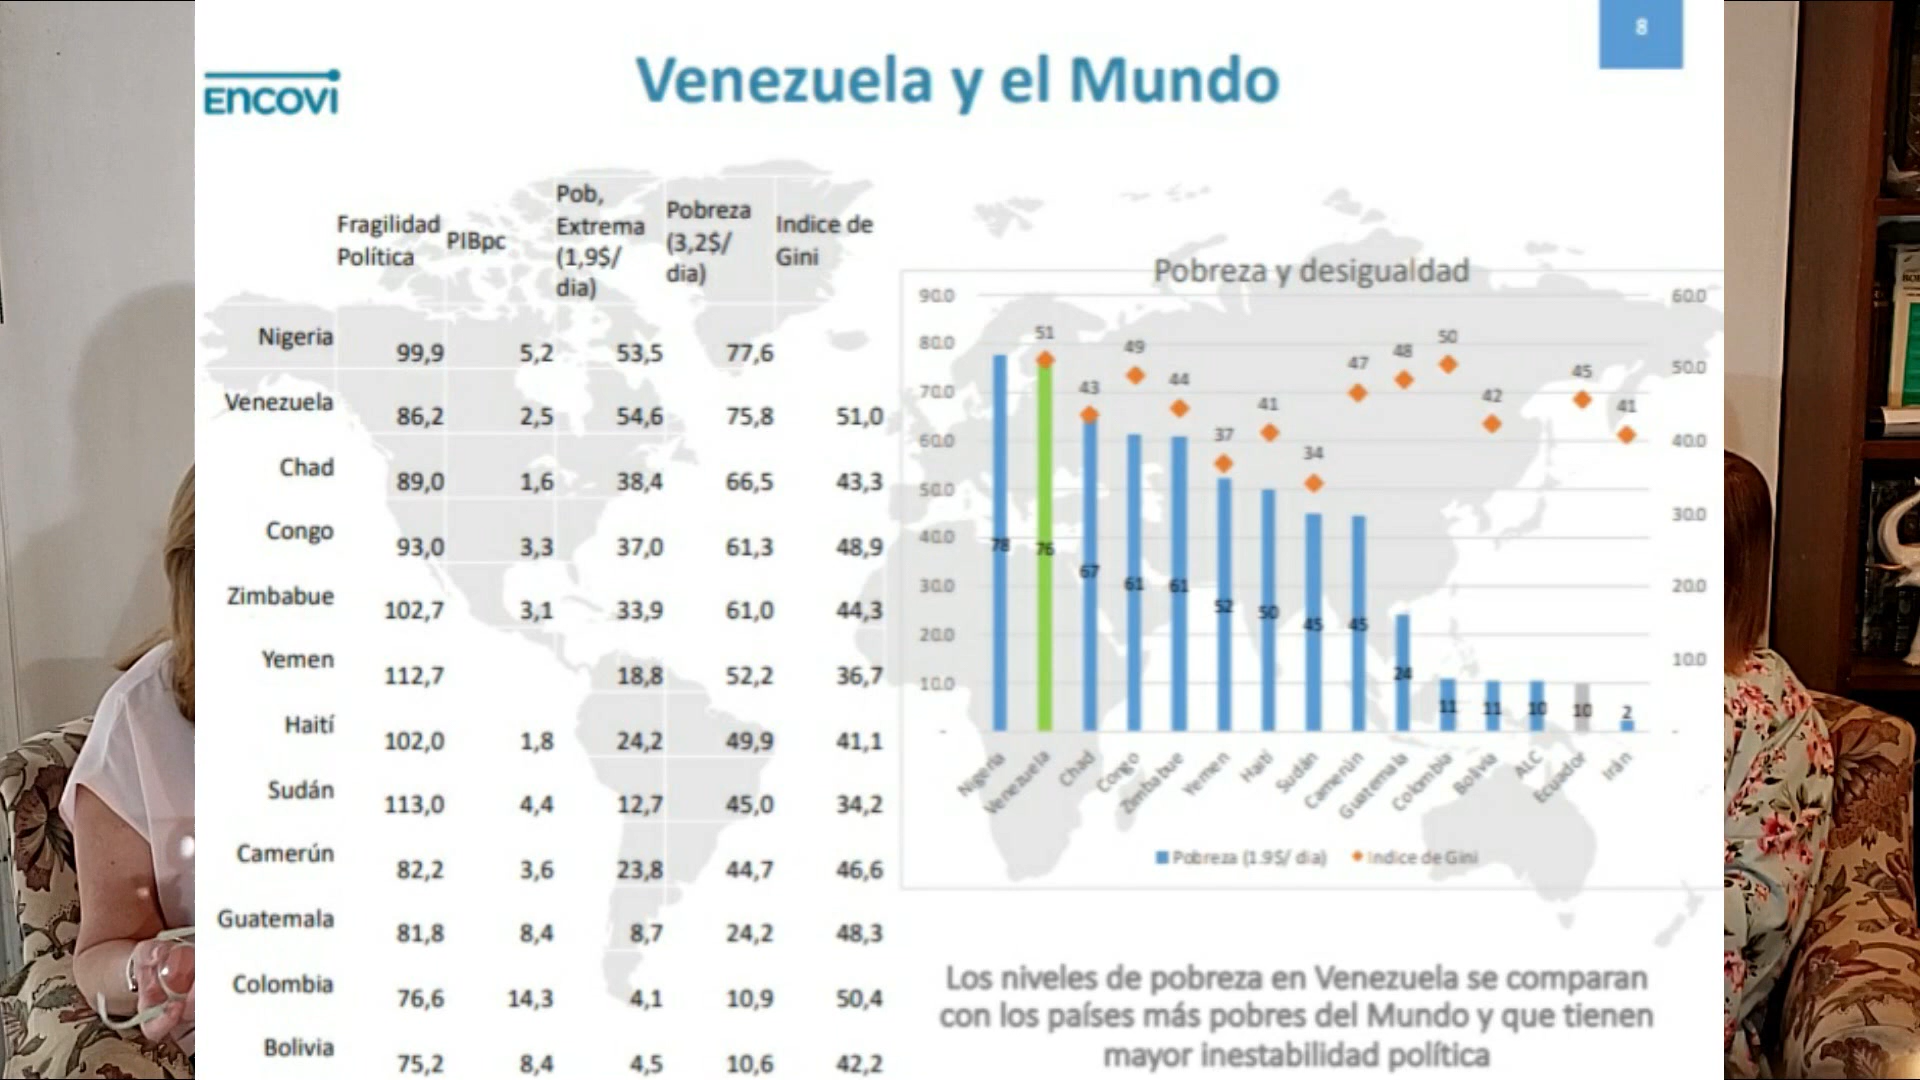 8
ENCOVI
Venezuela y el Mundo
Fragilidad Política PIBpc Pob, Extrema (1,9$/ dia) Pobreza (3,2$/ dia) Indice de Gini
Nigeria 99,9 5,2 53,5 77,6
Venezuela 86,2 2,5 54,6 75,8 51,0
Chad 89,0 1,6 38,4 66,5 43,3
Congo 93,0 3,3 37,0 61,3 48,9
Zimbabue 102,7 3,1 33,9 61,0 44,3
Yemen 112,7 18,8 52,2 36,7
Haití 102,0 1,8 24,2 49,9 41,1
Sudán 113,0 4,4 12,7 45,0 34,2
Camerún 82,2 3,6 23,8 44,7 46,6
Guatemala 81,8 8,4 8,7 24,2 48,3
Colombia 76,6 14,3 4,1 10,9 50,4
Bolivia 75,2 8,4 4,5 10,6 42,2
Pobreza y desigualdad
90.0
80.0
70.0
60.0
50.0
40.0
30.0
20.0
10.0
-
60.0
50.0
40.0
30.0
20.0
10.0
-
51 43 49 44 37 41 34 47 48 50 42 45 41
78 76 67 61 61 52 50 45 45 24 11 11 10 10 2
Nigeria Venezuela Chad Congo Zimbabue Yemen Haití Sudán Camerún Guatemala Colombia Bolivia ALC Ecuador Irán
Pobreza (1.9$/ dia) Indice de Gini
Los niveles de pobreza en Venezuela se comparan
con los países más pobres del Mundo y que tienen
mayor inestabilidad política